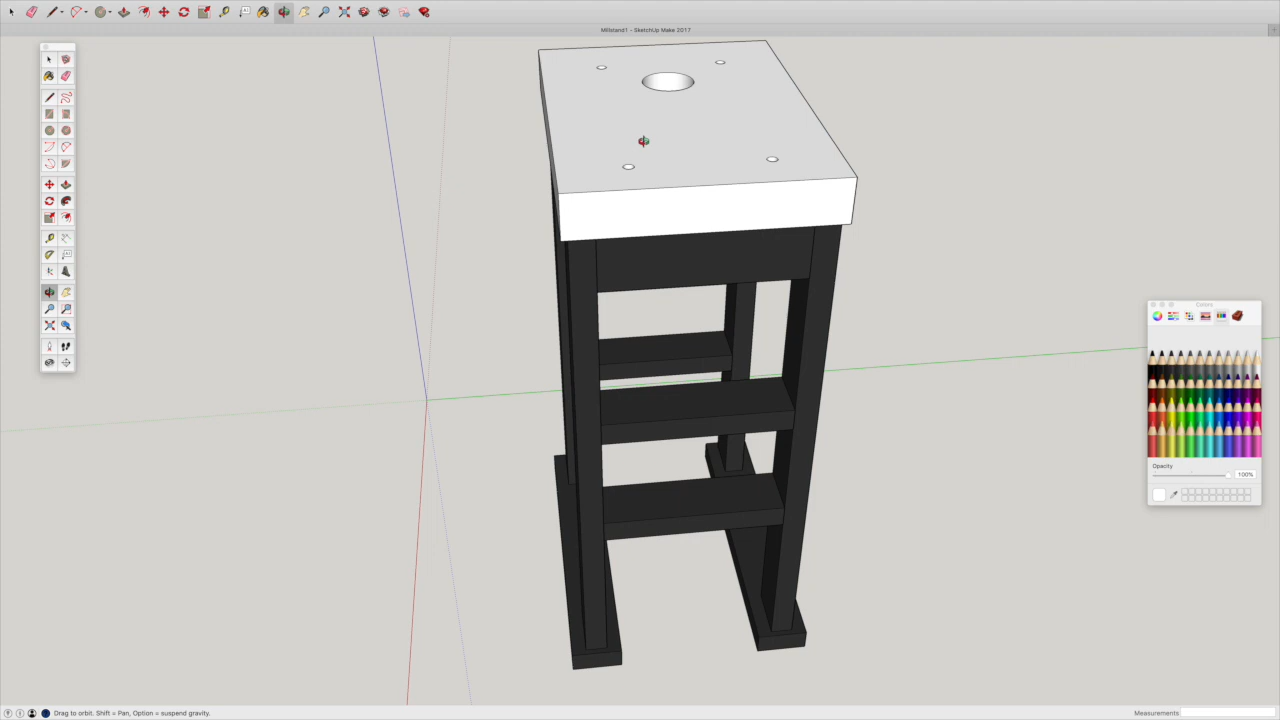 Millstand1 - SketchUp Make 2017
Colors
Opacity
100%
Drag to orbit. Shift = Pan, Option = suspend gravity.
Measurements